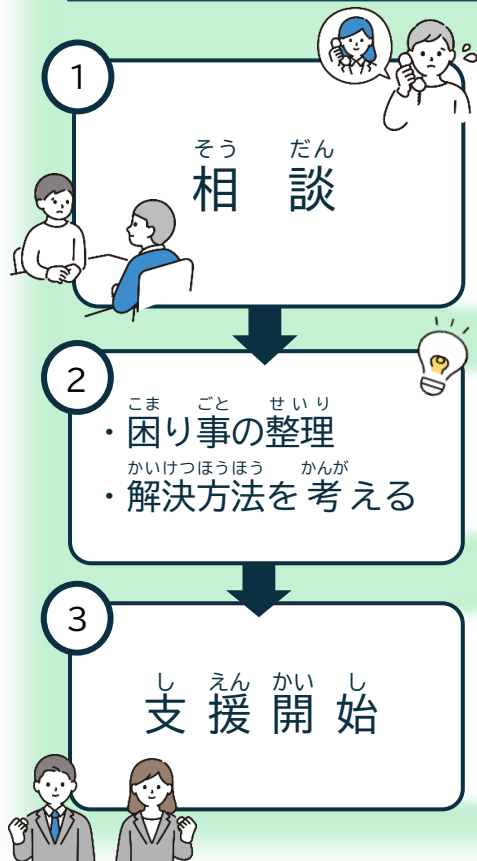 1
そう だん
相 談
2
こま ごと せいり
・困り事の整理
かいけつほうほう かんが
・解決方法を考える
3
し えん かい し
支 援 開 始